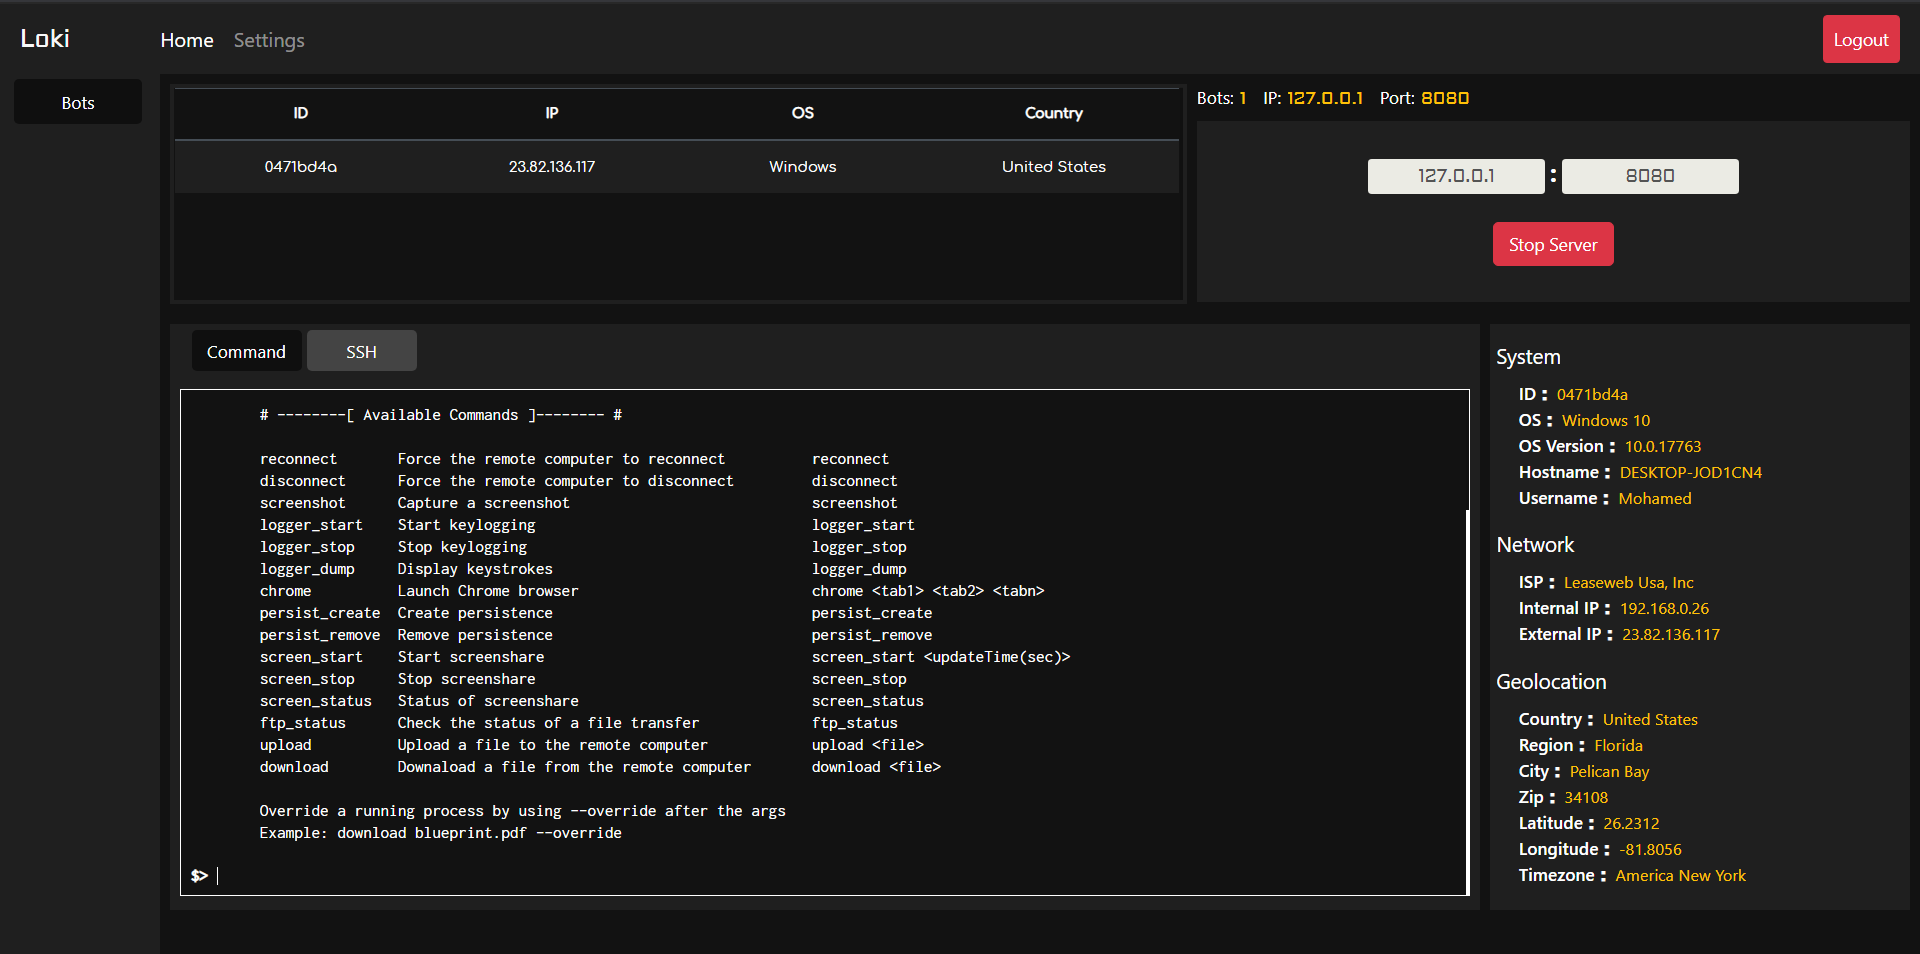 Loki
Home Settings
Logout
Bots
ID IP OS Country
0471bd4a 23.82.136.117 Windows United States
Bots: 1 IP: 127.0.0.1 Port: 8080
127.0.0.1 : 8080
Stop Server
Command SSH
# --------[ Available Commands ]-------- #
reconnect Force the remote computer to reconnect reconnect
disconnect Force the remote computer to disconnect disconnect
screenshot Capture a screenshot screenshot
logger_start Start keylogging logger_start
logger_stop Stop keylogging logger_stop
logger_dump Display keystrokes logger_dump
chrome Launch Chrome browser chrome <tab1> <tab2> <tabn>
persist_create Create persistence persist_create
persist_remove Remove persistence persist_remove
screen_start Start screenshare screen_start <updateTime(sec)>
screen_stop Stop screenshare screen_stop
screen_status Status of screenshare screen_status
ftp_status Check the status of a file transfer ftp_status
upload Upload a file to the remote computer upload <file>
download Downaload a file from the remote computer download <file>
Override a running process by using --override after the args
Example: download blueprint.pdf --override
$>
System
ID : 0471bd4a
OS : Windows 10
OS Version : 10.0.17763
Hostname : DESKTOP-JOD1CN4
Username : Mohamed
Network
ISP : Leaseweb Usa, Inc
Internal IP : 192.168.0.26
External IP : 23.82.136.117
Geolocation
Country : United States
Region : Florida
City : Pelican Bay
Zip : 34108
Latitude : 26.2312
Longitude : -81.8056
Timezone : America New York